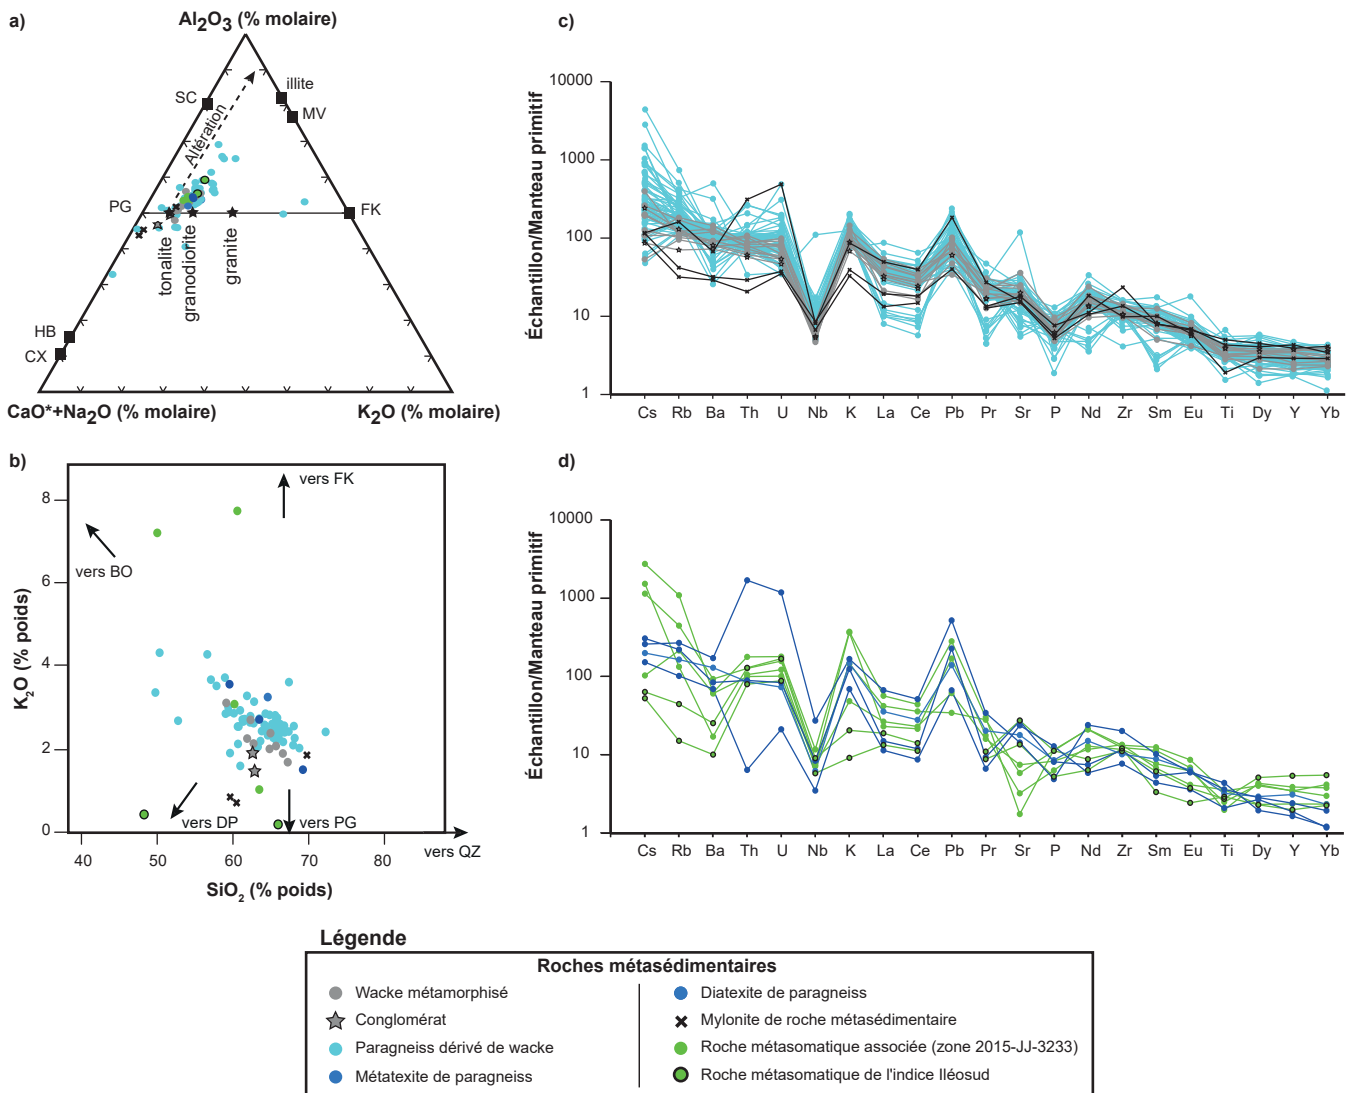 a)
Al2O3 (% molaire)
SC
illite
MV
Altération
PG
FK
tonalite
granodiorite
granite
HB
CX
CaO*+Na2O (% molaire)
K2O (% molaire)
b)
vers FK
8
vers BO
6
K2O (% poids)
4
2
vers DP
vers PG
0
vers QZ
40
50
60
70
80
SiO2 (% poids)
c)
Échantillon/Manteau primitif
10000
1000
100
10
1
Cs Rb Ba Th U Nb K La Ce Pb Pr Sr P Nd Zr Sm Eu Ti Dy Y Yb
d)
Échantillon/Manteau primitif
10000
1000
100
10
1
Cs Rb Ba Th U Nb K La Ce Pb Pr Sr P Nd Zr Sm Eu Ti Dy Y Yb
Légende
Roches métasédimentaires
Wacke métamorphisé
Conglomérat
Paragneiss dérivé de wacke
Métatexite de paragneiss
Diatexite de paragneiss
Mylonite de roche métasédimentaire
Roche métasomatique associée (zone 2015-JJ-3233)
Roche métasomatique de l'indice Iléosud